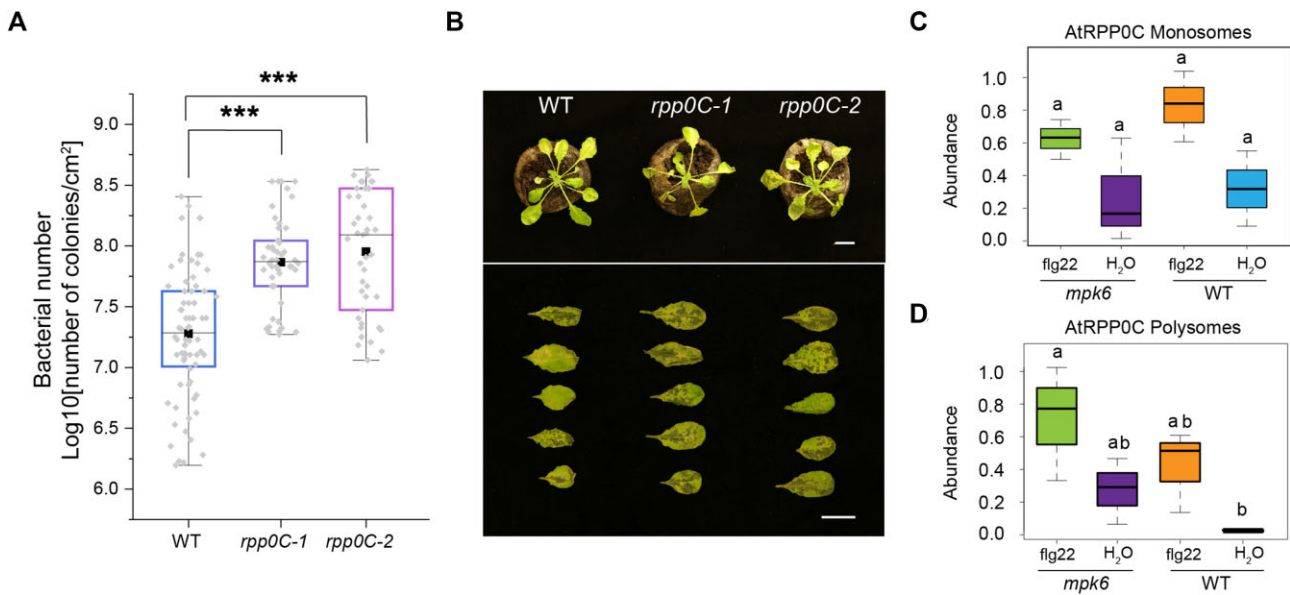 A
***
***
Bacterial number
Log10[number of colonies/cm²]
9.0
8.5
8.0
7.5
7.0
6.5
6.0
WT
rpp0C-1
rpp0C-2
B
WT
rpp0C-1
rpp0C-2
C
AtRPP0C Monosomes
Abundance
1.0
0.8
0.6
0.4
0.2
0.0
a
a
a
a
flg22
H₂O
flg22
H₂O
mpk6
WT
D
AtRPP0C Polysomes
Abundance
1.0
0.8
0.6
0.4
0.2
0.0
a
a b
a b
b
flg22
H₂O
flg22
H₂O
mpk6
WT